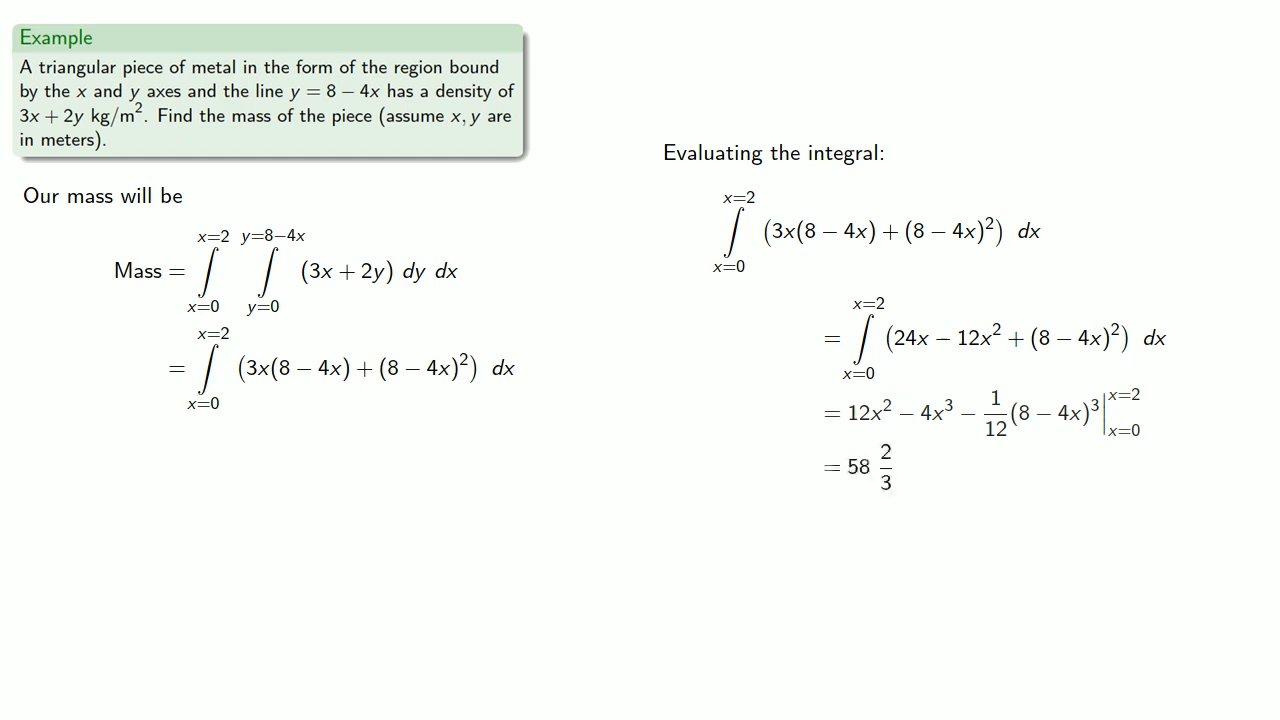 Example
A triangular piece of metal in the form of the region bound
by the x and y axes and the line y = 8 − 4x has a density of
3x + 2y kg/m². Find the mass of the piece (assume x, y are
in meters).
Our mass will be
x=2 y=8−4x
Mass = ∫ ∫ (3x + 2y) dy dx
x=0 y=0
x=2
= ∫ (3x(8 − 4x) + (8 − 4x)²) dx
x=0
Evaluating the integral:
x=2
∫ (3x(8 − 4x) + (8 − 4x)²) dx
x=0
x=2
= ∫ (24x − 12x² + (8 − 4x)²) dx
x=0
= 12x² − 4x³ − 1/12 (8 − 4x)³ | x=2
x=0
= 58 2/3